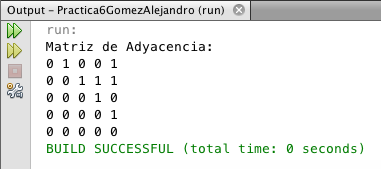 Output - Practica6GomezAlejandro (run)
run:
Matriz de Adyacencia:
0 1 0 0 1
0 0 1 1 1
0 0 0 1 0
0 0 0 0 1
0 0 0 0 0
BUILD SUCCESSFUL (total time: 0 seconds)